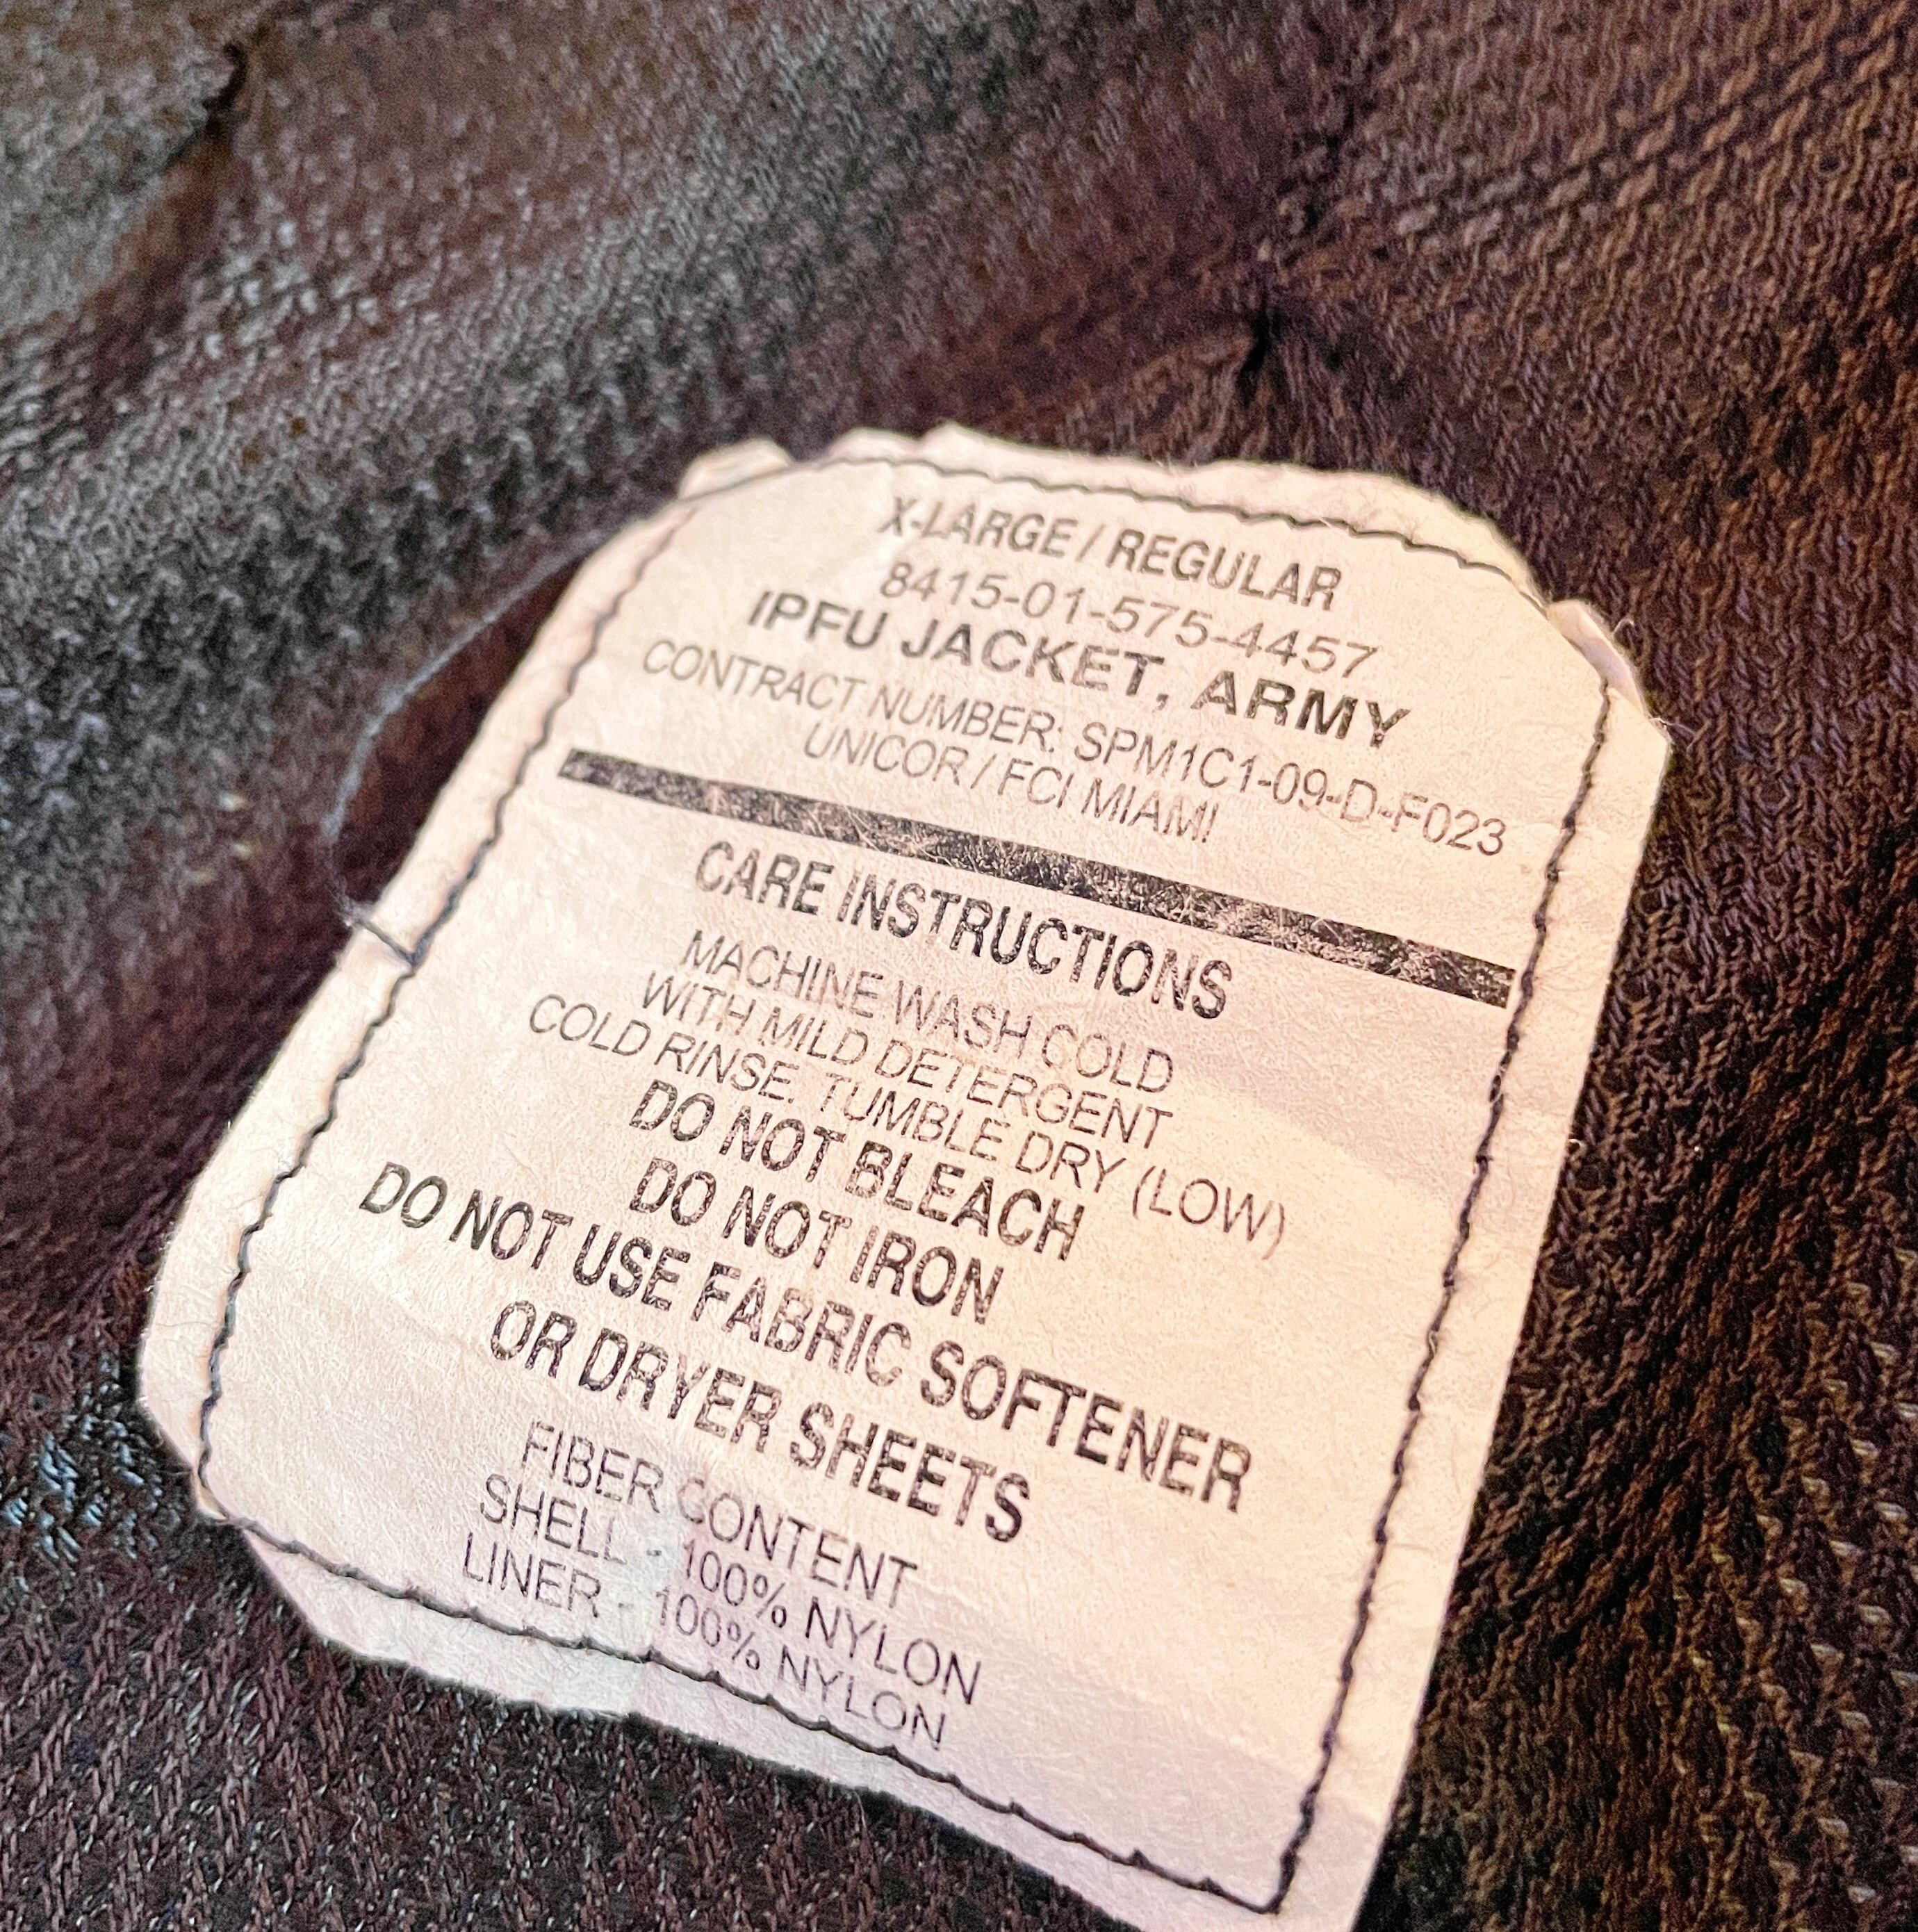 X-LARGE / REGULAR
8415-01-575-4457
IPFU JACKET, ARMY
CONTRACT NUMBER: SPM1C1-09-D-F023
UNICOR / FCI MIAMI
CARE INSTRUCTIONS
MACHINE WASH COLD
WITH MILD DETERGENT
COLD RINSE. TUMBLE DRY (LOW)
DO NOT BLEACH
DO NOT IRON
DO NOT USE FABRIC SOFTENER
OR DRYER SHEETS
FIBER CONTENT
SHELL - 100% NYLON
LINER - 100% NYLON